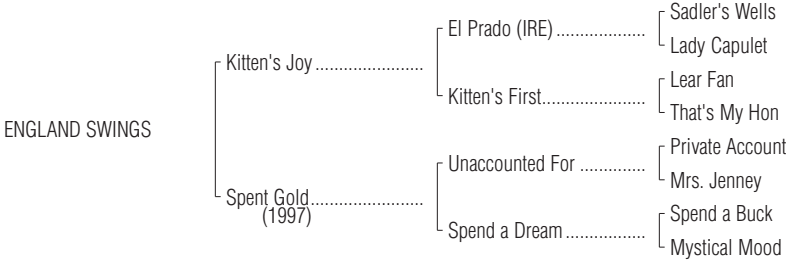 Sadler's Wells
El Prado (IRE)...................
Lady Capulet
Kitten's Joy.......................
Lear Fan
Kitten's First......................
That's My Hon
ENGLAND SWINGS
Private Account
Unaccounted For ..............
Mrs. Jenney
Spent Gold........................
(1997)
Spend a Buck
Spend a Dream.................
Mystical Mood